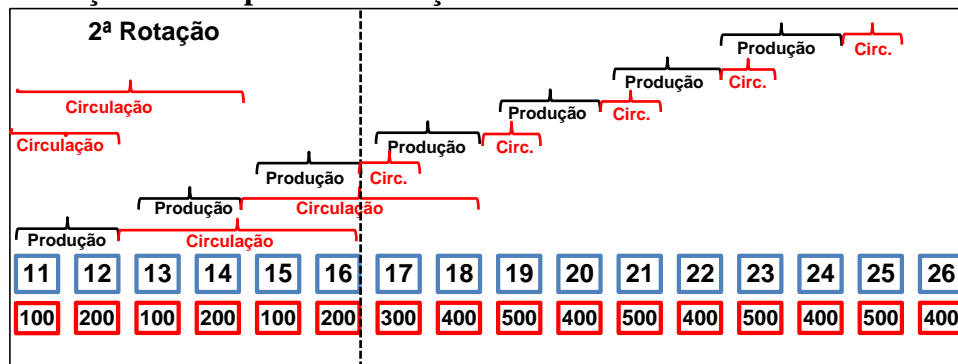 2ª Rotação
Produção Circ.
Produção Circ.
Circulação
Produção Circ.
Circulação
Produção Circ.
Produção Circ.
Produção Circulação
Produção Circulação
11 12 13 14 15 16 17 18 19 20 21 22 23 24 25 26
100 200 100 200 100 200 300 400 500 400 500 400 500 400 500 400